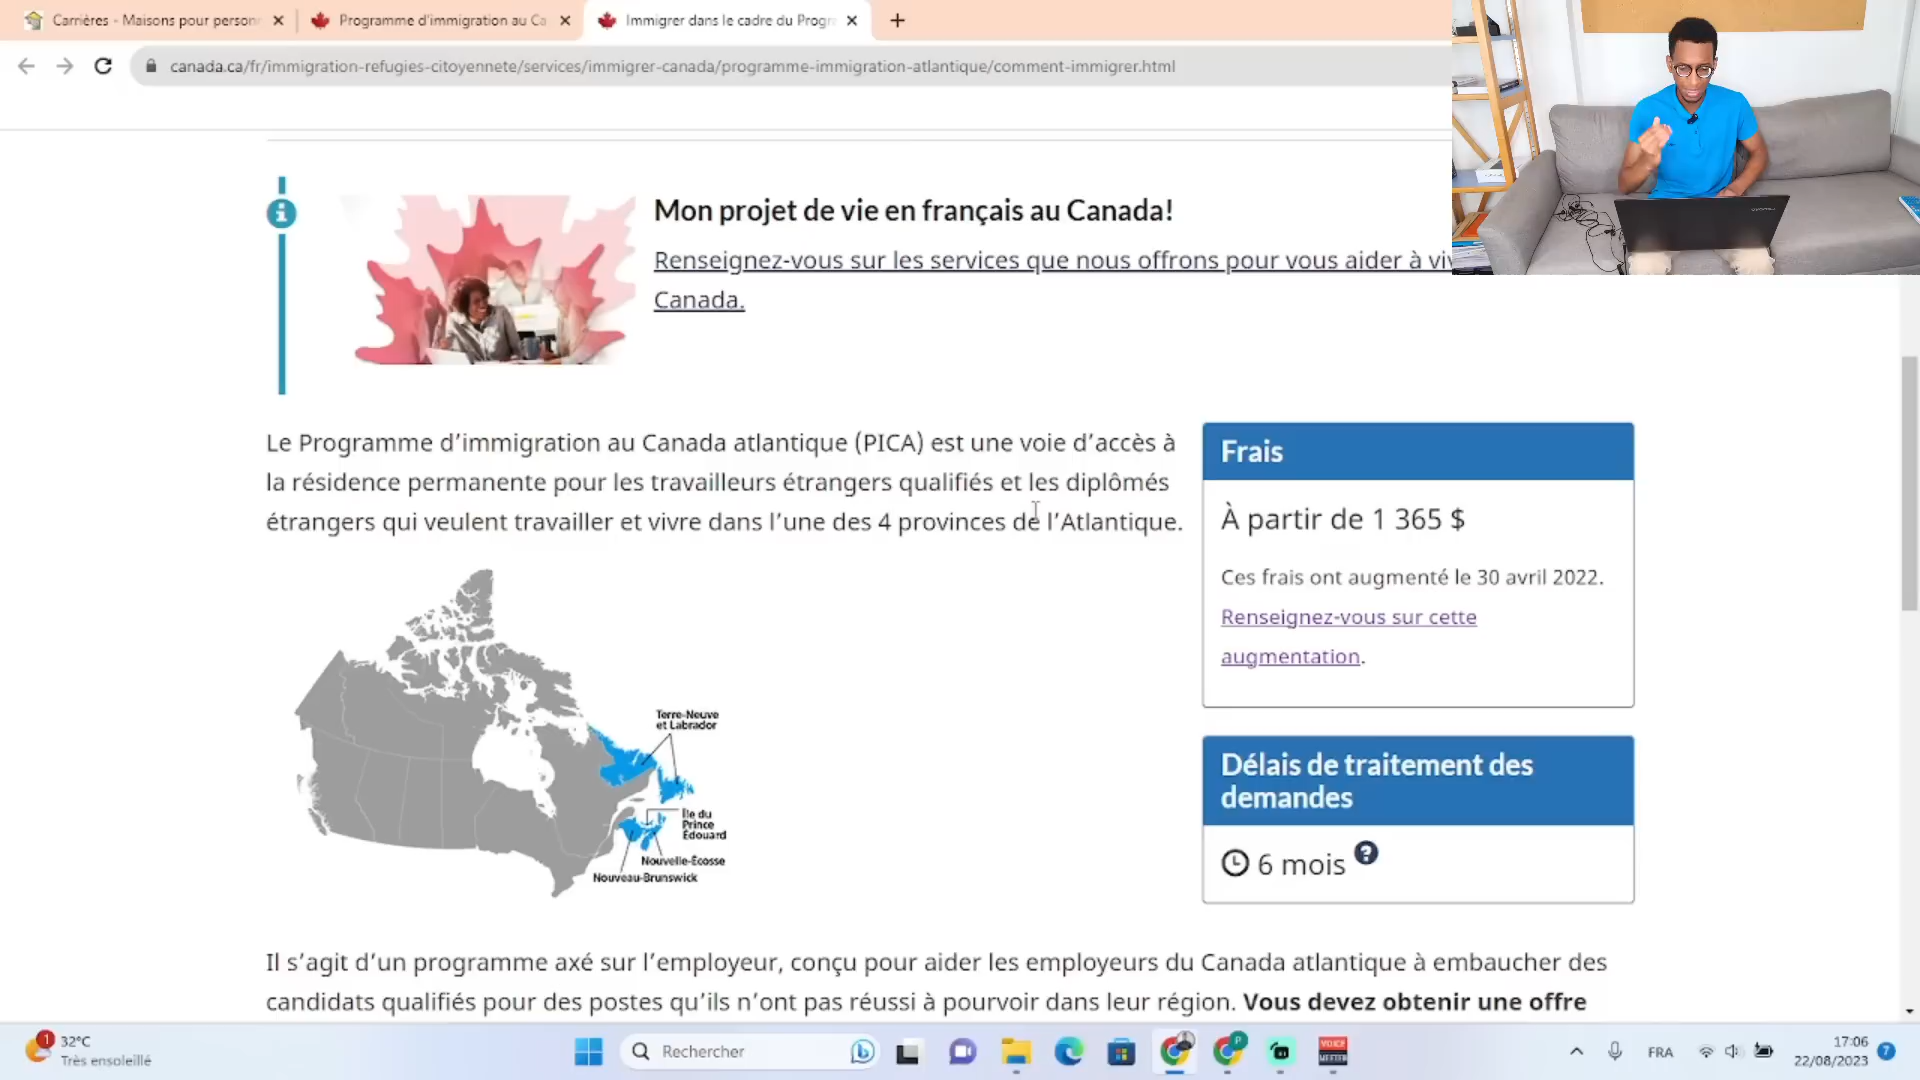 Carrières - Maisons pour person
Programme d'immigration au Ca
Immigrer dans le cadre du Progr
canada.ca/fr/immigration-refugies-citoyennete/services/immigrer-canada/programme-immigration-atlantique/comment-immigrer.html
Mon projet de vie en français au Canada!
Renseignez-vous sur les services que nous offrons pour vous aider à viv
Canada.
Le Programme d'immigration au Canada atlantique (PICA) est une voie d'accès à
la résidence permanente pour les travailleurs étrangers qualifiés et les diplômés
étrangers qui veulent travailler et vivre dans l'une des 4 provinces de l'Atlantique.
Frais
À partir de 1 365 $
Ces frais ont augmenté le 30 avril 2022.
Renseignez-vous sur cette
augmentation.
Terre-Neuve
et Labrador
Île du
Prince
Édouard
Nouvelle-Écosse
Nouveau-Brunswick
Délais de traitement des
demandes
6 mois
Il s'agit d'un programme axé sur l'employeur, conçu pour aider les employeurs du Canada atlantique à embaucher des
candidats qualifiés pour des postes qu'ils n'ont pas réussi à pourvoir dans leur région. Vous devez obtenir une offre
1
32°C
Très ensoleillé
Rechercher
P
VOICE
MEETER
FRA
17:06
22/08/2023
7